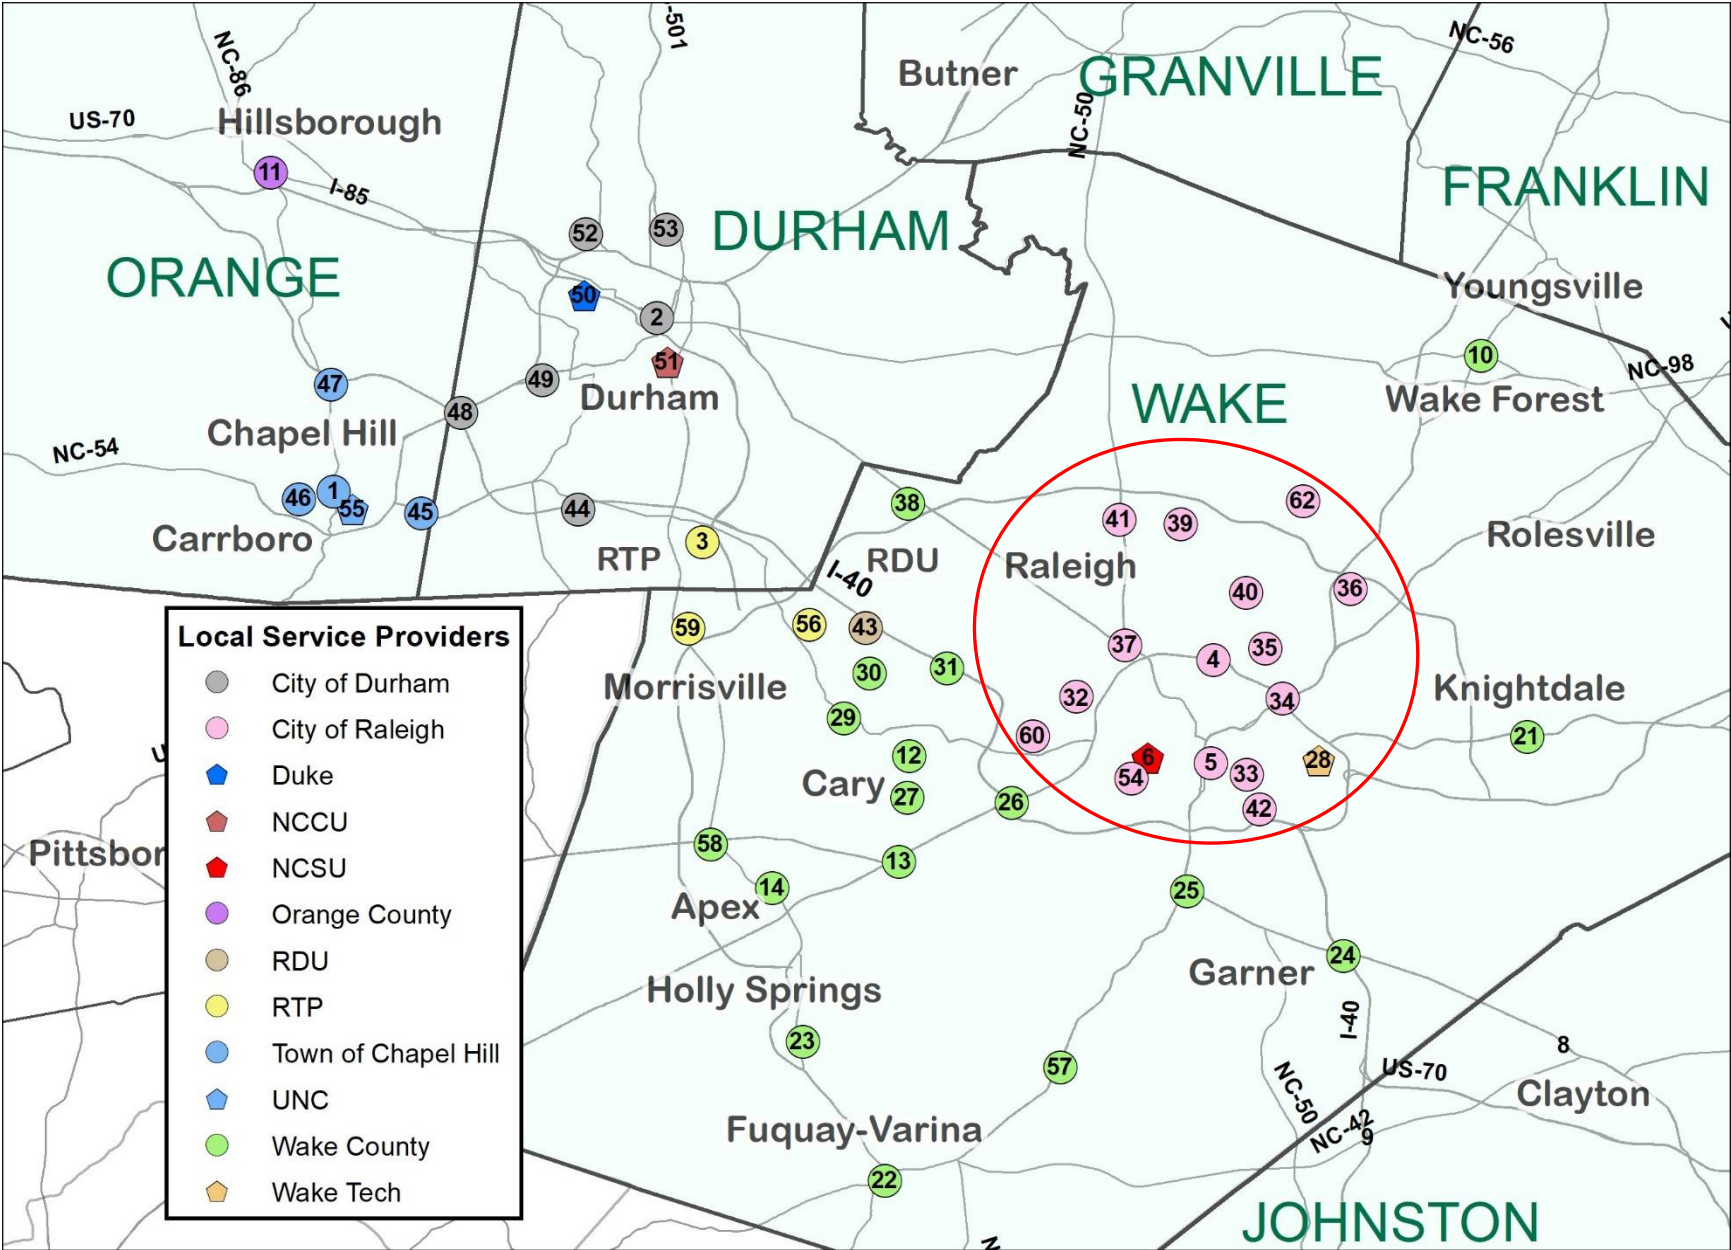 NC-86
-501
NC-56
Butner
GRANVILLE
US-70
Hillsborough
NC-50
11
I-85
FRANKLIN
52
53
DURHAM
ORANGE
Youngsville
50
2
10
NC-98
51
47
49
Durham
WAKE
Wake Forest
48
Chapel Hill
NC-54
46
1
55
45
44
38
62
41
39
Carrboro
3
Rolesville
RTP
RDU
Raleigh
I-40
40
36
59
56
43
Local Service Providers
City of Durham
City of Raleigh
Duke
NCCU
NCSU
Orange County
RDU
RTP
Town of Chapel Hill
UNC
Wake County
Wake Tech
37
35
4
30
31
Morrisville
32
34
Knightdale
29
60
21
12
6
5
28
U
Cary
27
54
33
26
42
58
13
Pittsbor
14
25
Apex
24
Garner
Holly Springs
I-40
23
8
57
US-70
NC-50
Clayton
Fuquay-Varina
NC-42
9
22
JOHNSTON
N